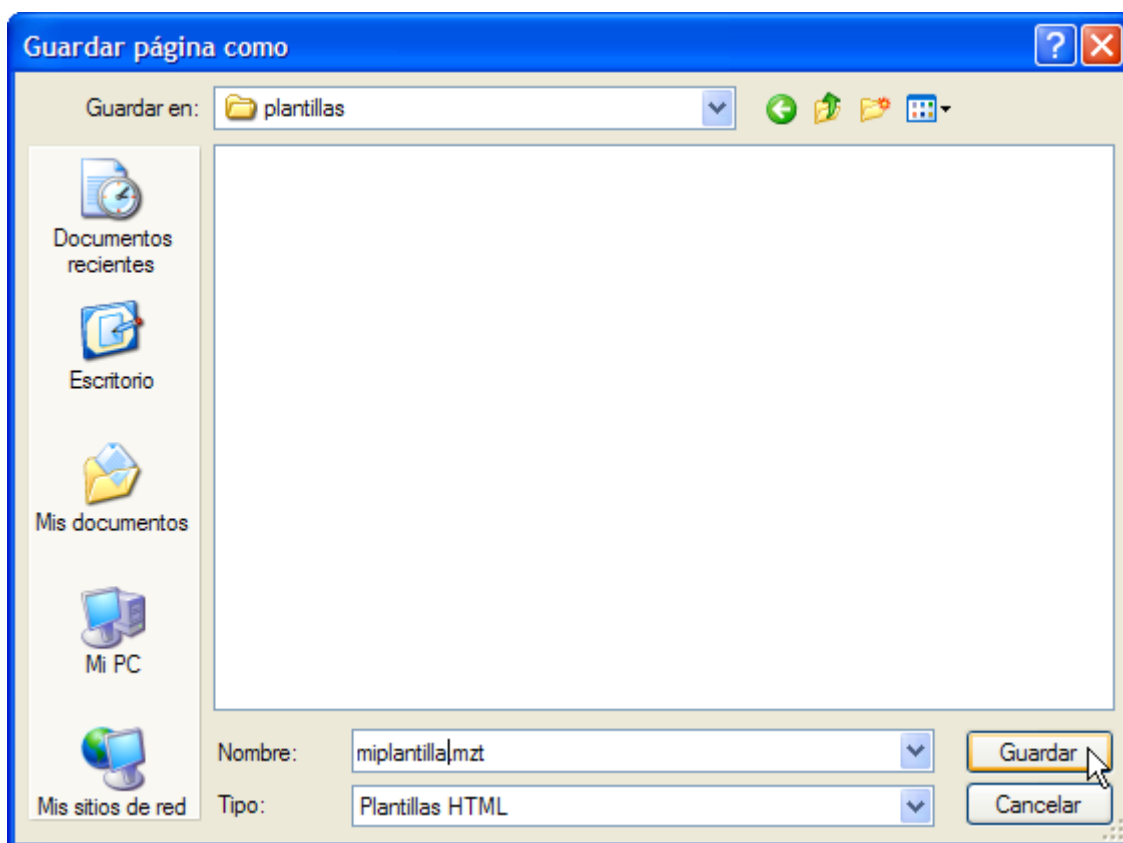 Guardar página como
Guardar en:
plantillas
Documentos
recientes
Escritorio
Mis documentos
Mi PC
Mis sitios de red
Nombre:
miplantilla.mzt
Guardar
Tipo:
Plantillas HTML
Cancelar